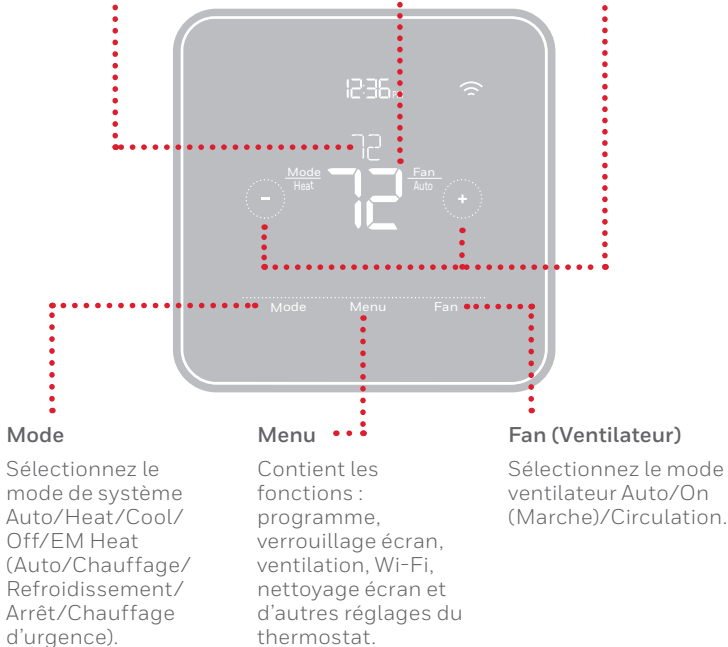 12:36PM
72
Mode
Heat
72
Fan
Auto
-
+
Mode
Menu
Fan
Mode
Sélectionnez le
mode de système
Auto/Heat/Cool/
Off/EM Heat
(Auto/Chauffage/
Refroidissement/
Arrêt/Chauffage
d'urgence).
Menu
Contient les
fonctions :
programme,
verrouillage écran,
ventilation, Wi-Fi,
nettoyage écran et
d'autres réglages du
thermostat.
Fan (Ventilateur)
Sélectionnez le mode
ventilateur Auto/On
(Marche)/Circulation.